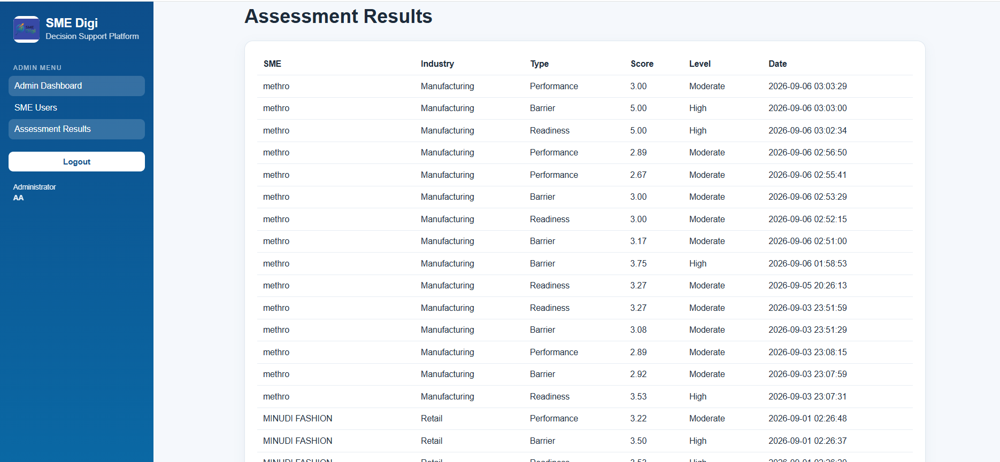 SME Digi
Decision Support Platform
ADMIN MENU
Admin Dashboard
SME Users
Assessment Results
Logout
Administrator
AA
Assessment Results
SME Industry Type Score Level Date
methro Manufacturing Performance 3.00 Moderate 2026-09-06 03:03:29
methro Manufacturing Barrier 5.00 High 2026-09-06 03:03:00
methro Manufacturing Readiness 5.00 High 2026-09-06 03:02:34
methro Manufacturing Performance 2.89 Moderate 2026-09-06 02:56:50
methro Manufacturing Performance 2.67 Moderate 2026-09-06 02:55:41
methro Manufacturing Barrier 3.00 Moderate 2026-09-06 02:53:29
methro Manufacturing Readiness 3.00 Moderate 2026-09-06 02:52:15
methro Manufacturing Barrier 3.17 Moderate 2026-09-06 02:51:00
methro Manufacturing Barrier 3.75 High 2026-09-06 01:58:53
methro Manufacturing Readiness 3.27 Moderate 2026-09-05 20:26:13
methro Manufacturing Readiness 3.27 Moderate 2026-09-03 23:51:59
methro Manufacturing Barrier 3.08 Moderate 2026-09-03 23:51:29
methro Manufacturing Performance 2.89 Moderate 2026-09-03 23:08:15
methro Manufacturing Barrier 2.92 Moderate 2026-09-03 23:07:59
methro Manufacturing Readiness 3.53 High 2026-09-03 23:07:31
MINUDI FASHION Retail Performance 3.22 Moderate 2026-09-01 02:26:48
MINUDI FASHION Retail Barrier 3.50 High 2026-09-01 02:26:37
MINUDI FASHION Retail Readiness High